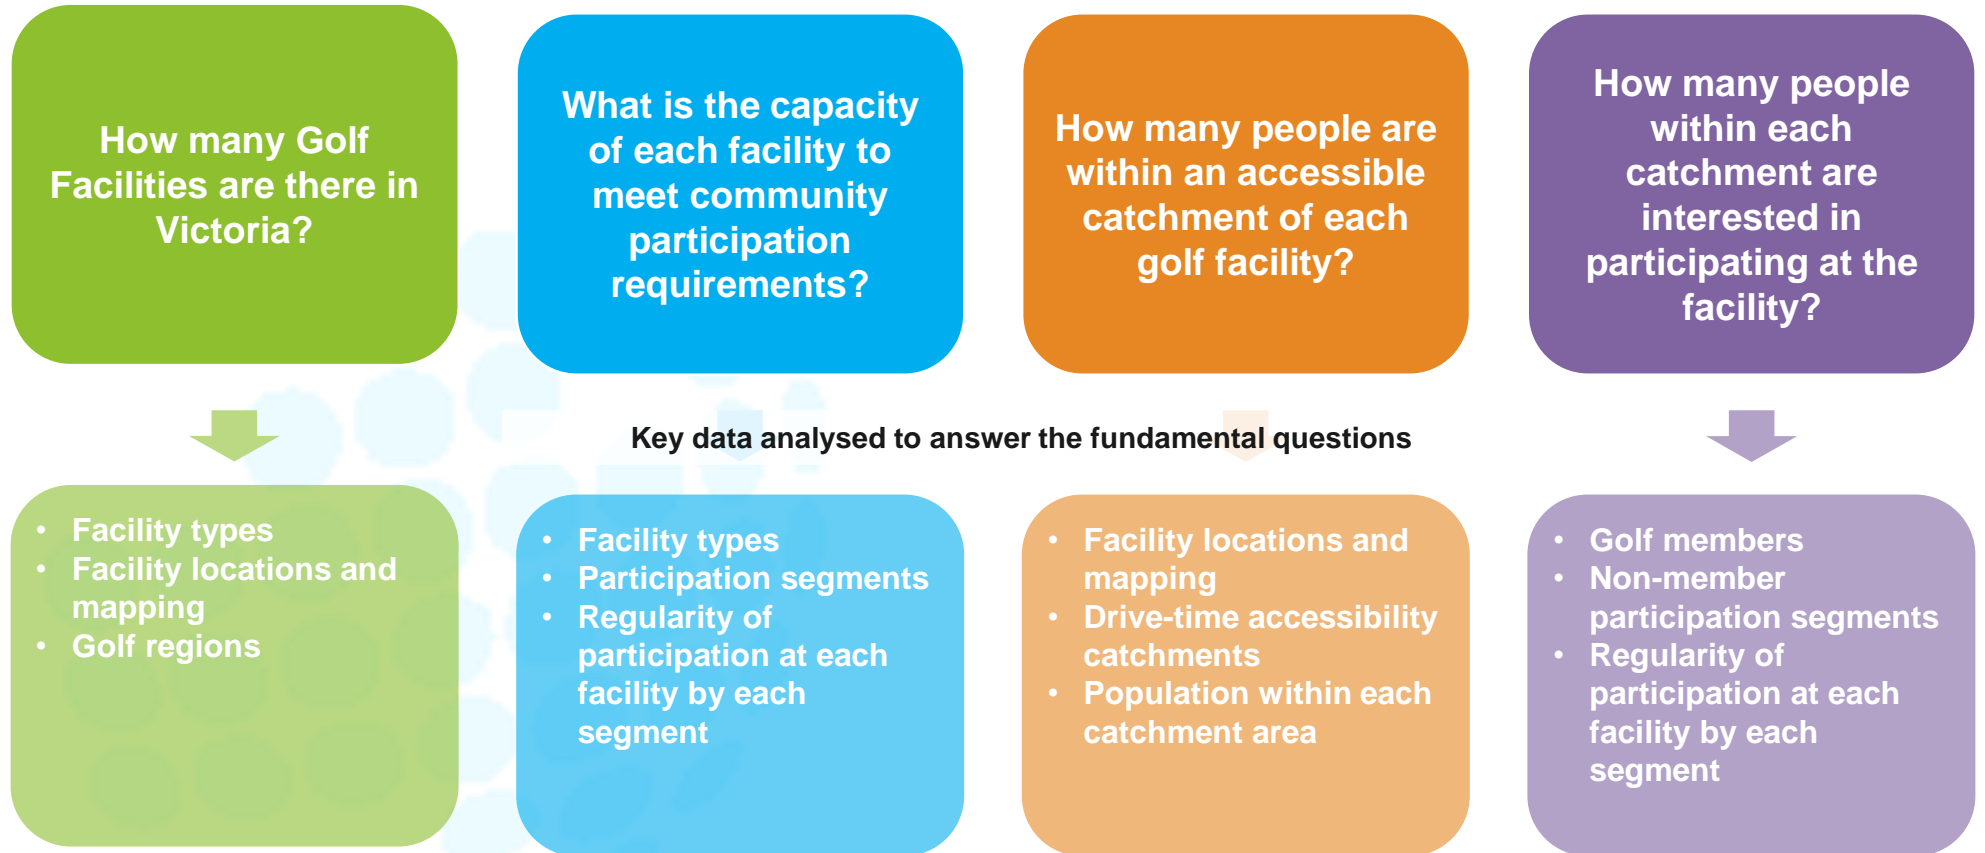 How many Golf
Facilities are there in
Victoria?
What is the capacity
of each facility to
meet community
participation
requirements?
How many people are
within an accessible
catchment of each
golf facility?
How many people
within each
catchment are
interested in
participating at the
facility?
Key data analysed to answer the fundamental questions
• Facility types
• Facility locations and
mapping
• Golf regions
• Facility types
• Participation segments
• Regularity of
participation at each
facility by each
segment
• Facility locations and
mapping
• Drive-time accessibility
catchments
• Population within each
catchment area
• Golf members
• Non-member
participation segments
• Regularity of
participation at each
facility by each
segment